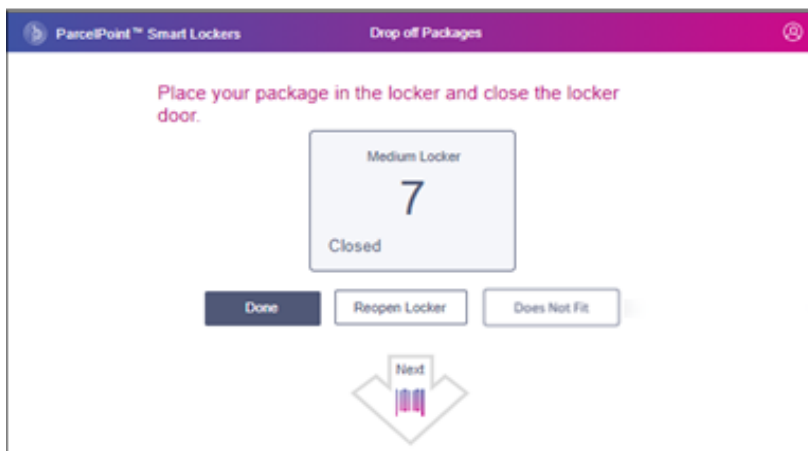 ParcelPoint™ Smart Lockers
Drop off Packages
Place your package in the locker and close the locker
door.
Medium Locker
7
Closed
Done
Reopen Locker
Does Not Fit
Next